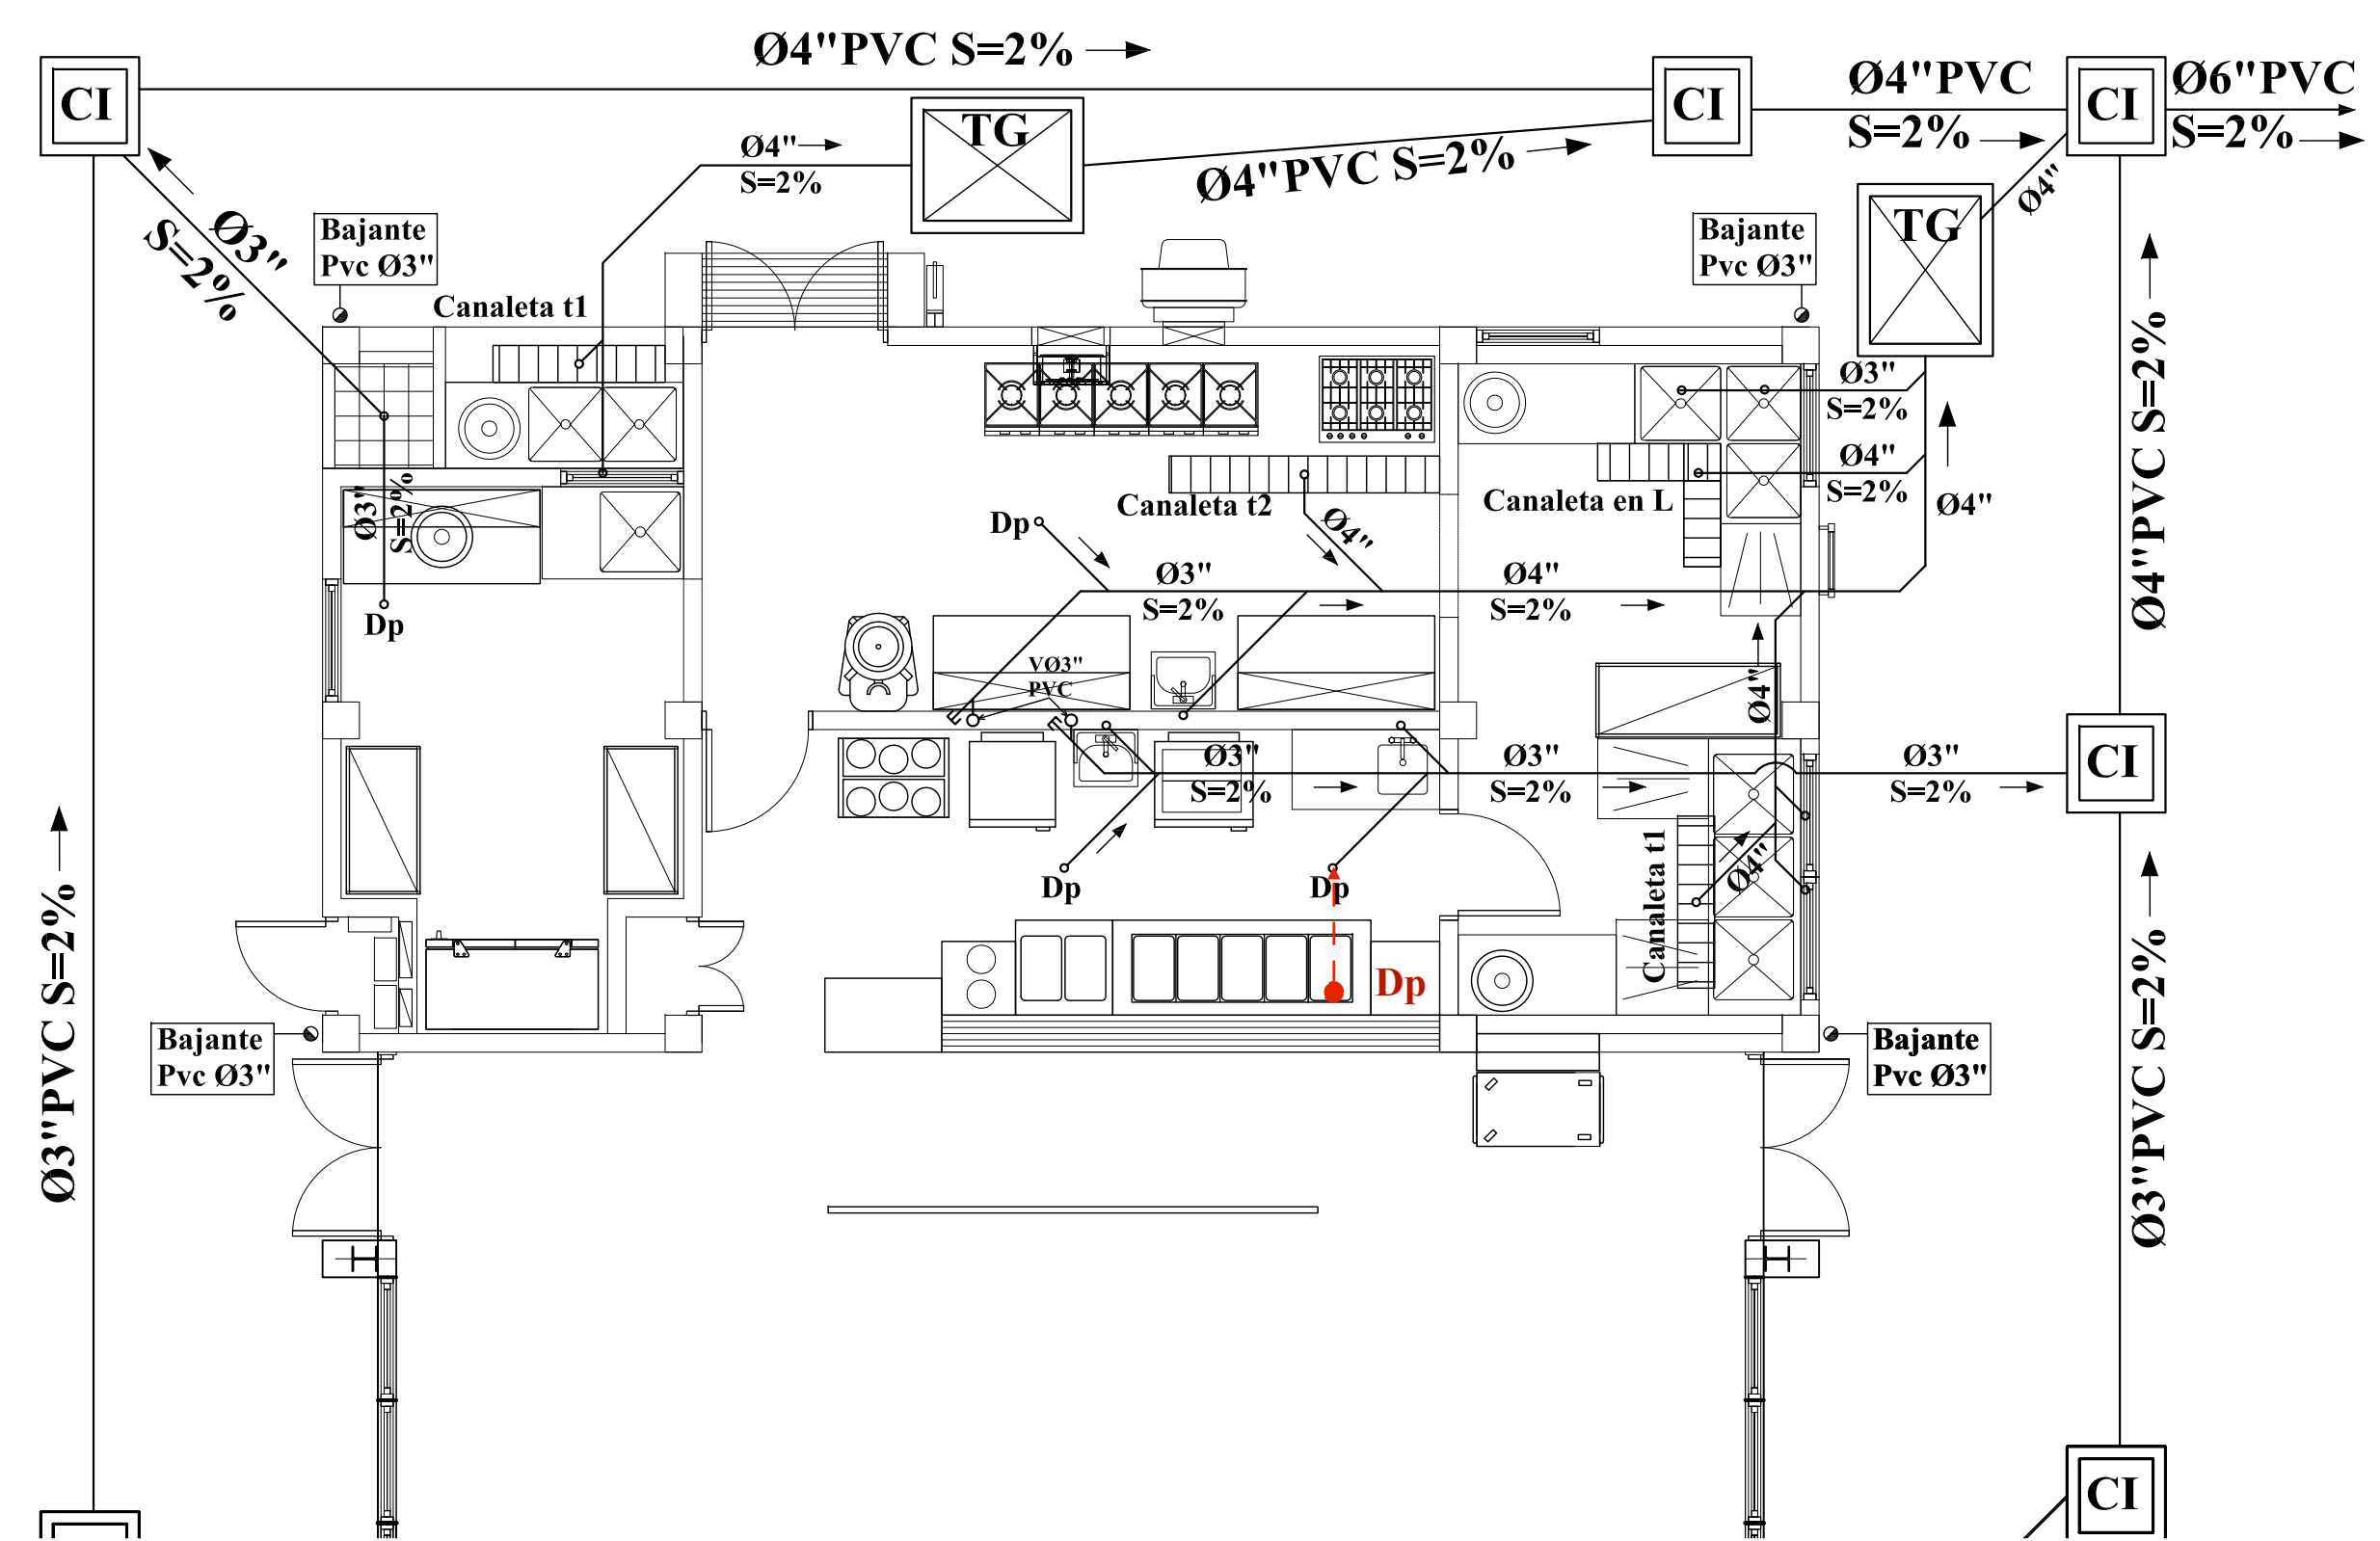 Ø4"PVC S=2%
CI
CI
Ø4"PVC
S=2%
CI
Ø6"PVC
S=2%
TG
Ø4"
S=2%
Ø4"PVC S=2%
Ø4"
TG
Ø3"
S=2%
Bajante
Pvc Ø3"
Bajante
Pvc Ø3"
Canaleta t1
Ø3"
S=2%
Ø4"
S=2%
Ø4"
Ø4"PVC S=2%
Ø3"
S=2%
Canaleta t2
Canaleta en L
Dp
Ø4"
Ø3"
S=2%
Ø4"
S=2%
Dp
VØ3"
PVC
Ø4"
Ø3"
S=2%
Ø3"
S=2%
Ø3"
S=2%
CI
Dp
Dp
Canaleta t1
Ø4"
Dp
Ø3"PVC S=2%
Bajante
Pvc Ø3"
Bajante
Pvc Ø3"
Ø3"PVC S=2%
CI